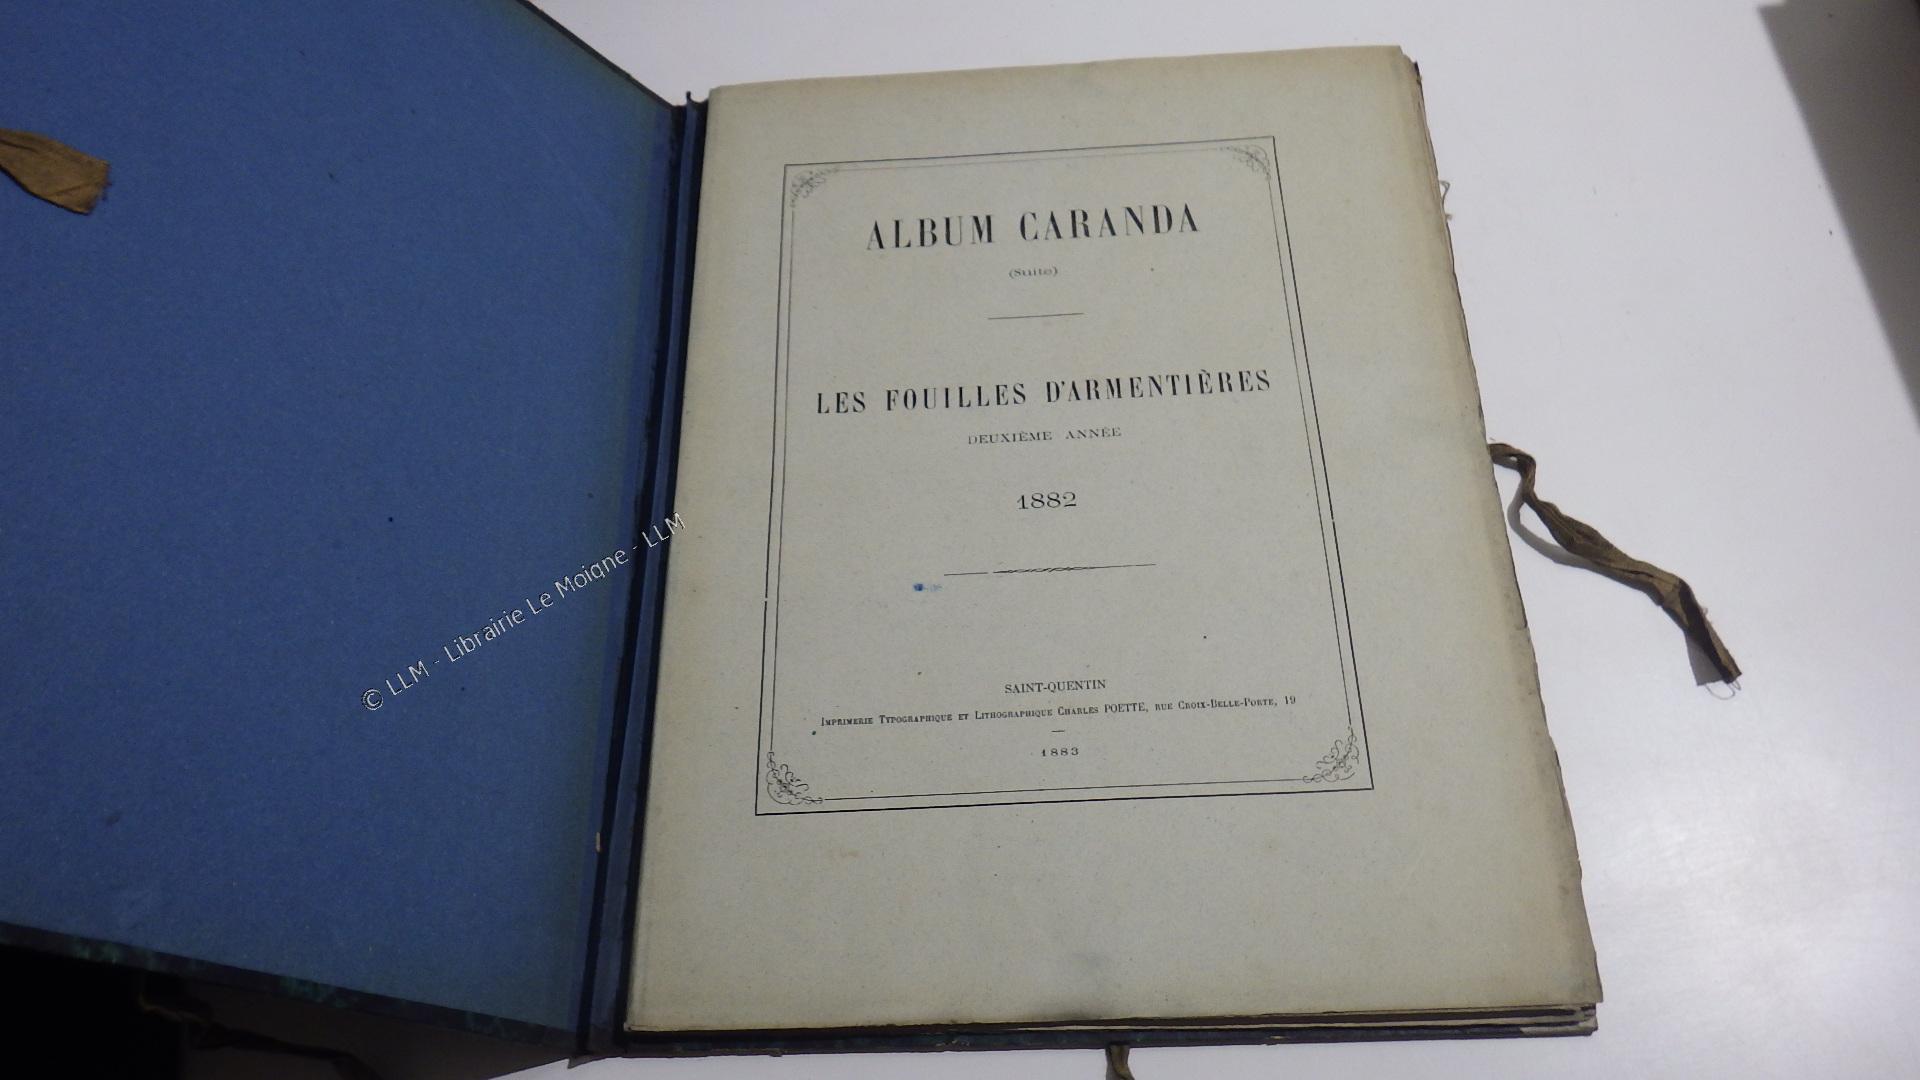 ALBUM CARANDA
(Suite)
LES FOUILLES D'ARMENTIÈRES
DEUXIÈME ANNÉE
1882
SAINT-QUENTIN
IMPRIMERIE TYPOGRAPHIQUE ET LITHOGRAPHIQUE CHARLES POETTE, RUE CROIX-BELLE-PORTE, 19
1883
© LLM - Librairie Le Moigne - LLM